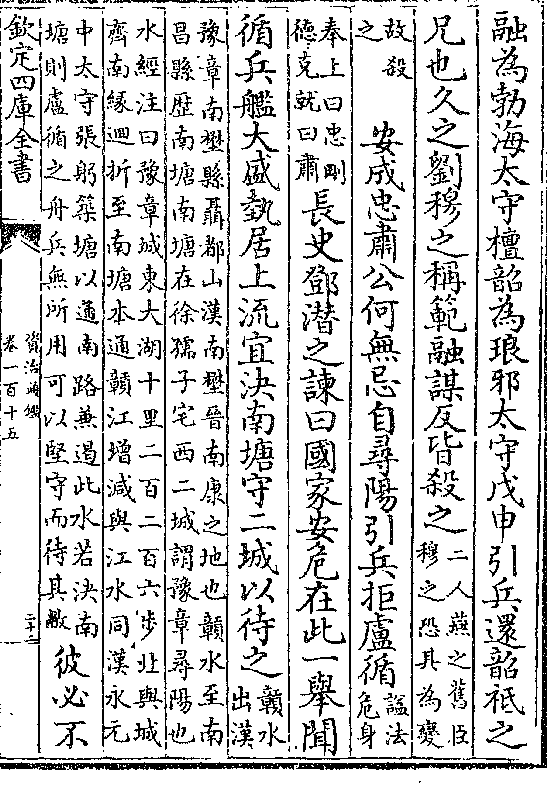 融為勃海太守檀韶為琅邪太守戊申引兵還韶祗之
兄也久之劉穆之稱範融謀反皆殺之二人燕之舊臣
穆之恐其為變
故殺
之
安成忠肅公何無忌自尋陽引兵拒盧循諡法
危身
奉上曰忠剛
德克就曰肅
長史鄧潛之諫曰國家安危在此一舉聞
循兵艦大盛埶居上流宜決南塘守二城以待之贛水
出漢
豫章南壄縣聶都山漢南壄晉南康之地也贛水至南
昌縣歴南塘南塘在徐孺子宅西二城謂豫章尋陽也
水經注曰豫章城東大湖十里二百二百六步北與城
齊南縁迴折至南塘本通贛江增減與江水同漢永元
中太守張躬築塘以通南路兼遏此水若決南
塘則盧循之舟兵無所用可以堅守而待其敝
彼必不
欽定四庫全書
資治通鑑
卷一百十五
三十三